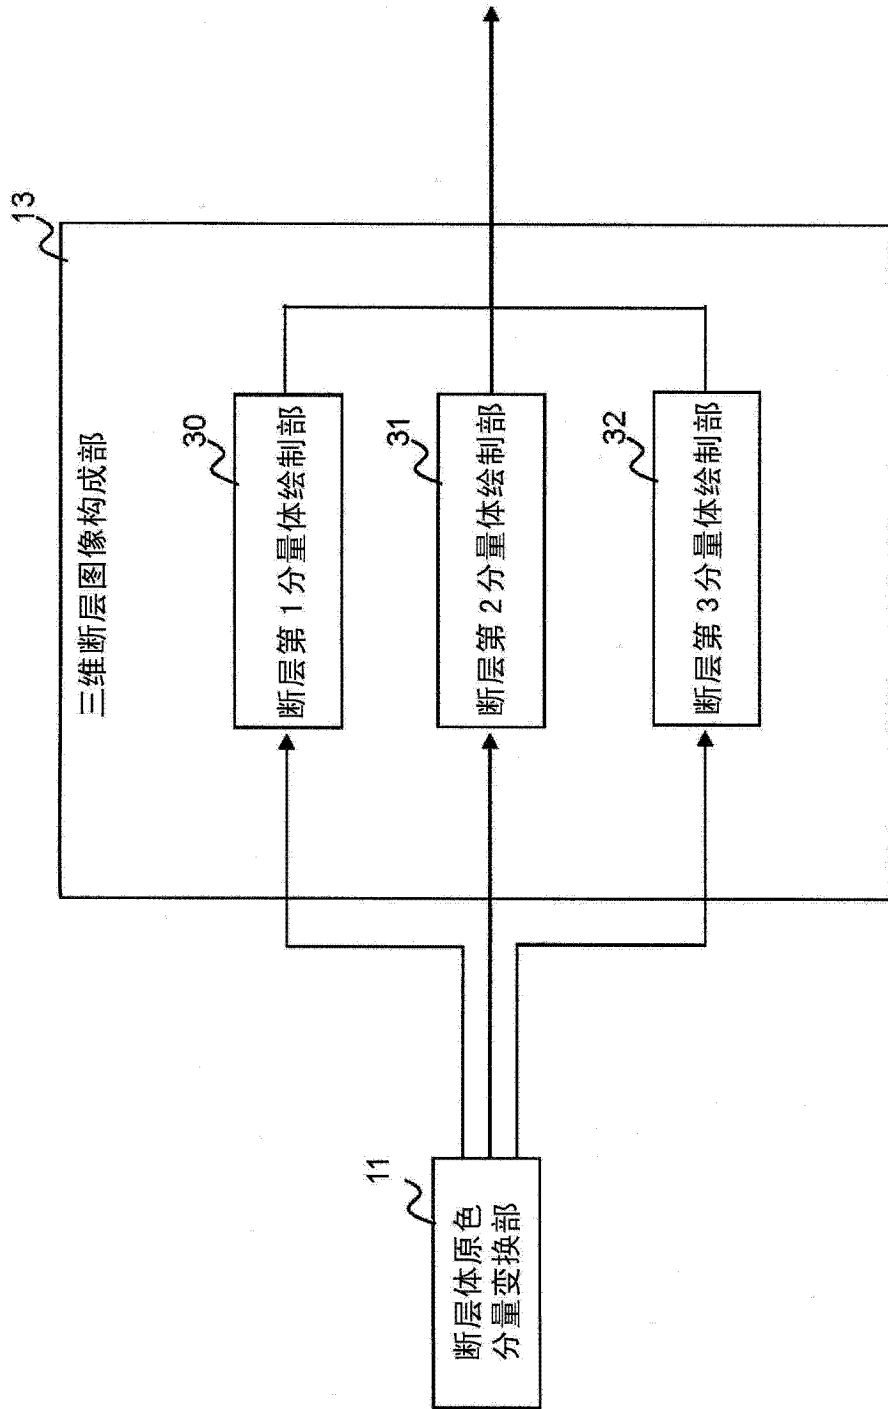 13
三维断层图像构成部
30
断层第1分量体绘制部
31
断层第2分量体绘制部
32
断层第3分量体绘制部
11
断层体原色
分量变换部